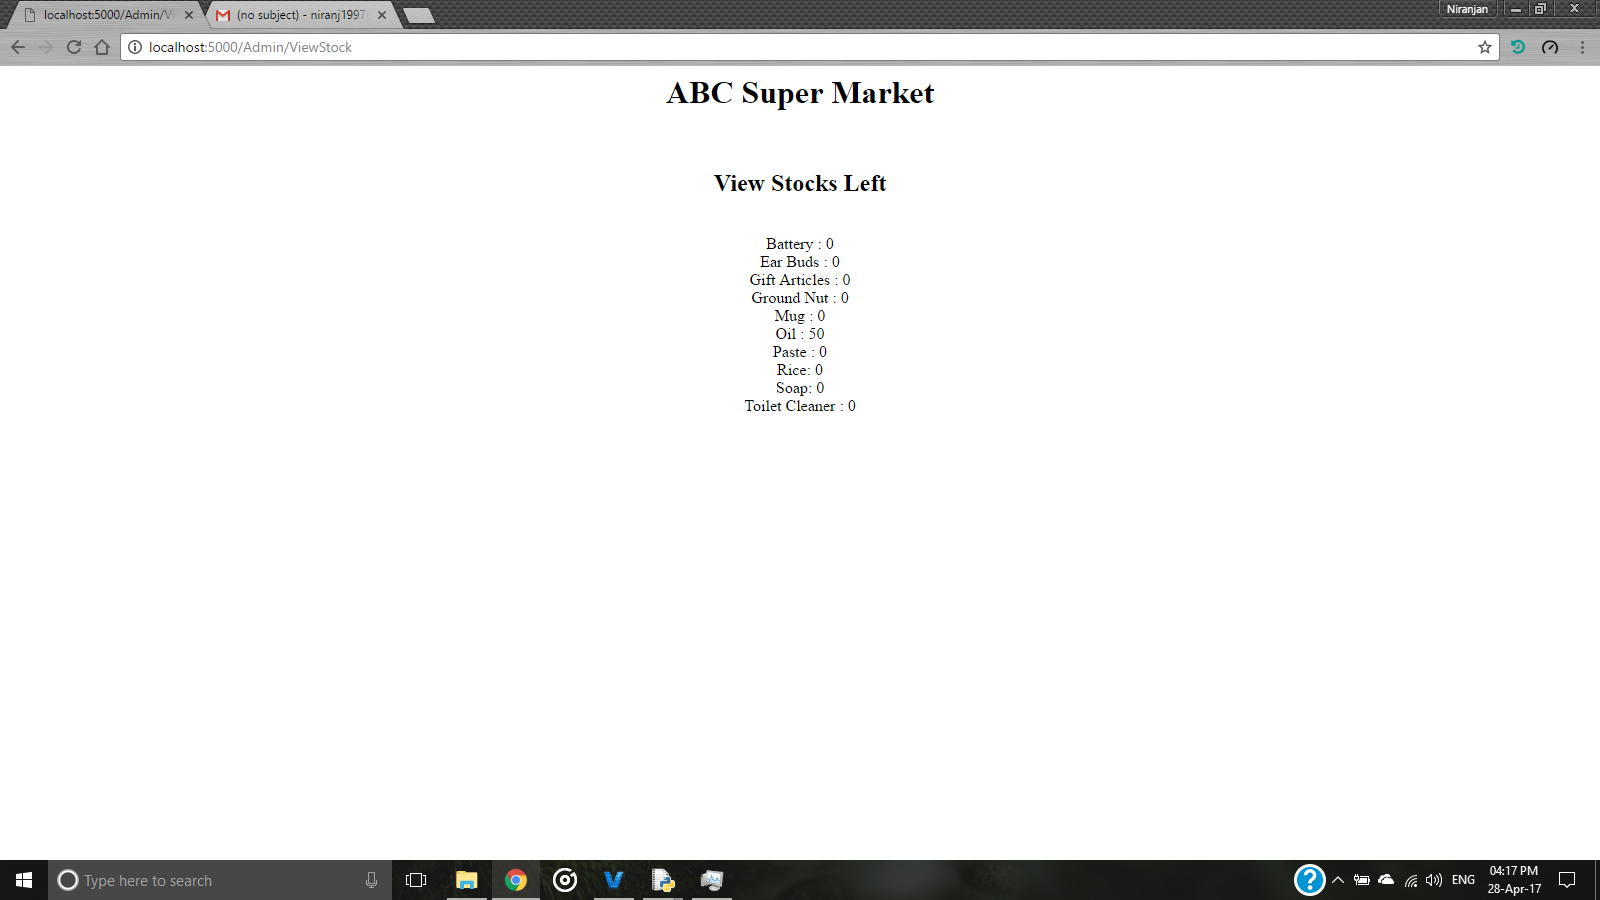 localhost:5000/Admin/Vi
(no subject) - niranj1997
Niranjan
localhost:5000/Admin/ViewStock
ABC Super Market
View Stocks Left
Battery : 0
Ear Buds : 0
Gift Articles : 0
Ground Nut : 0
Mug : 0
Oil : 50
Paste : 0
Rice: 0
Soap: 0
Toilet Cleaner : 0
Type here to search
ENG
04:17 PM
28-Apr-17